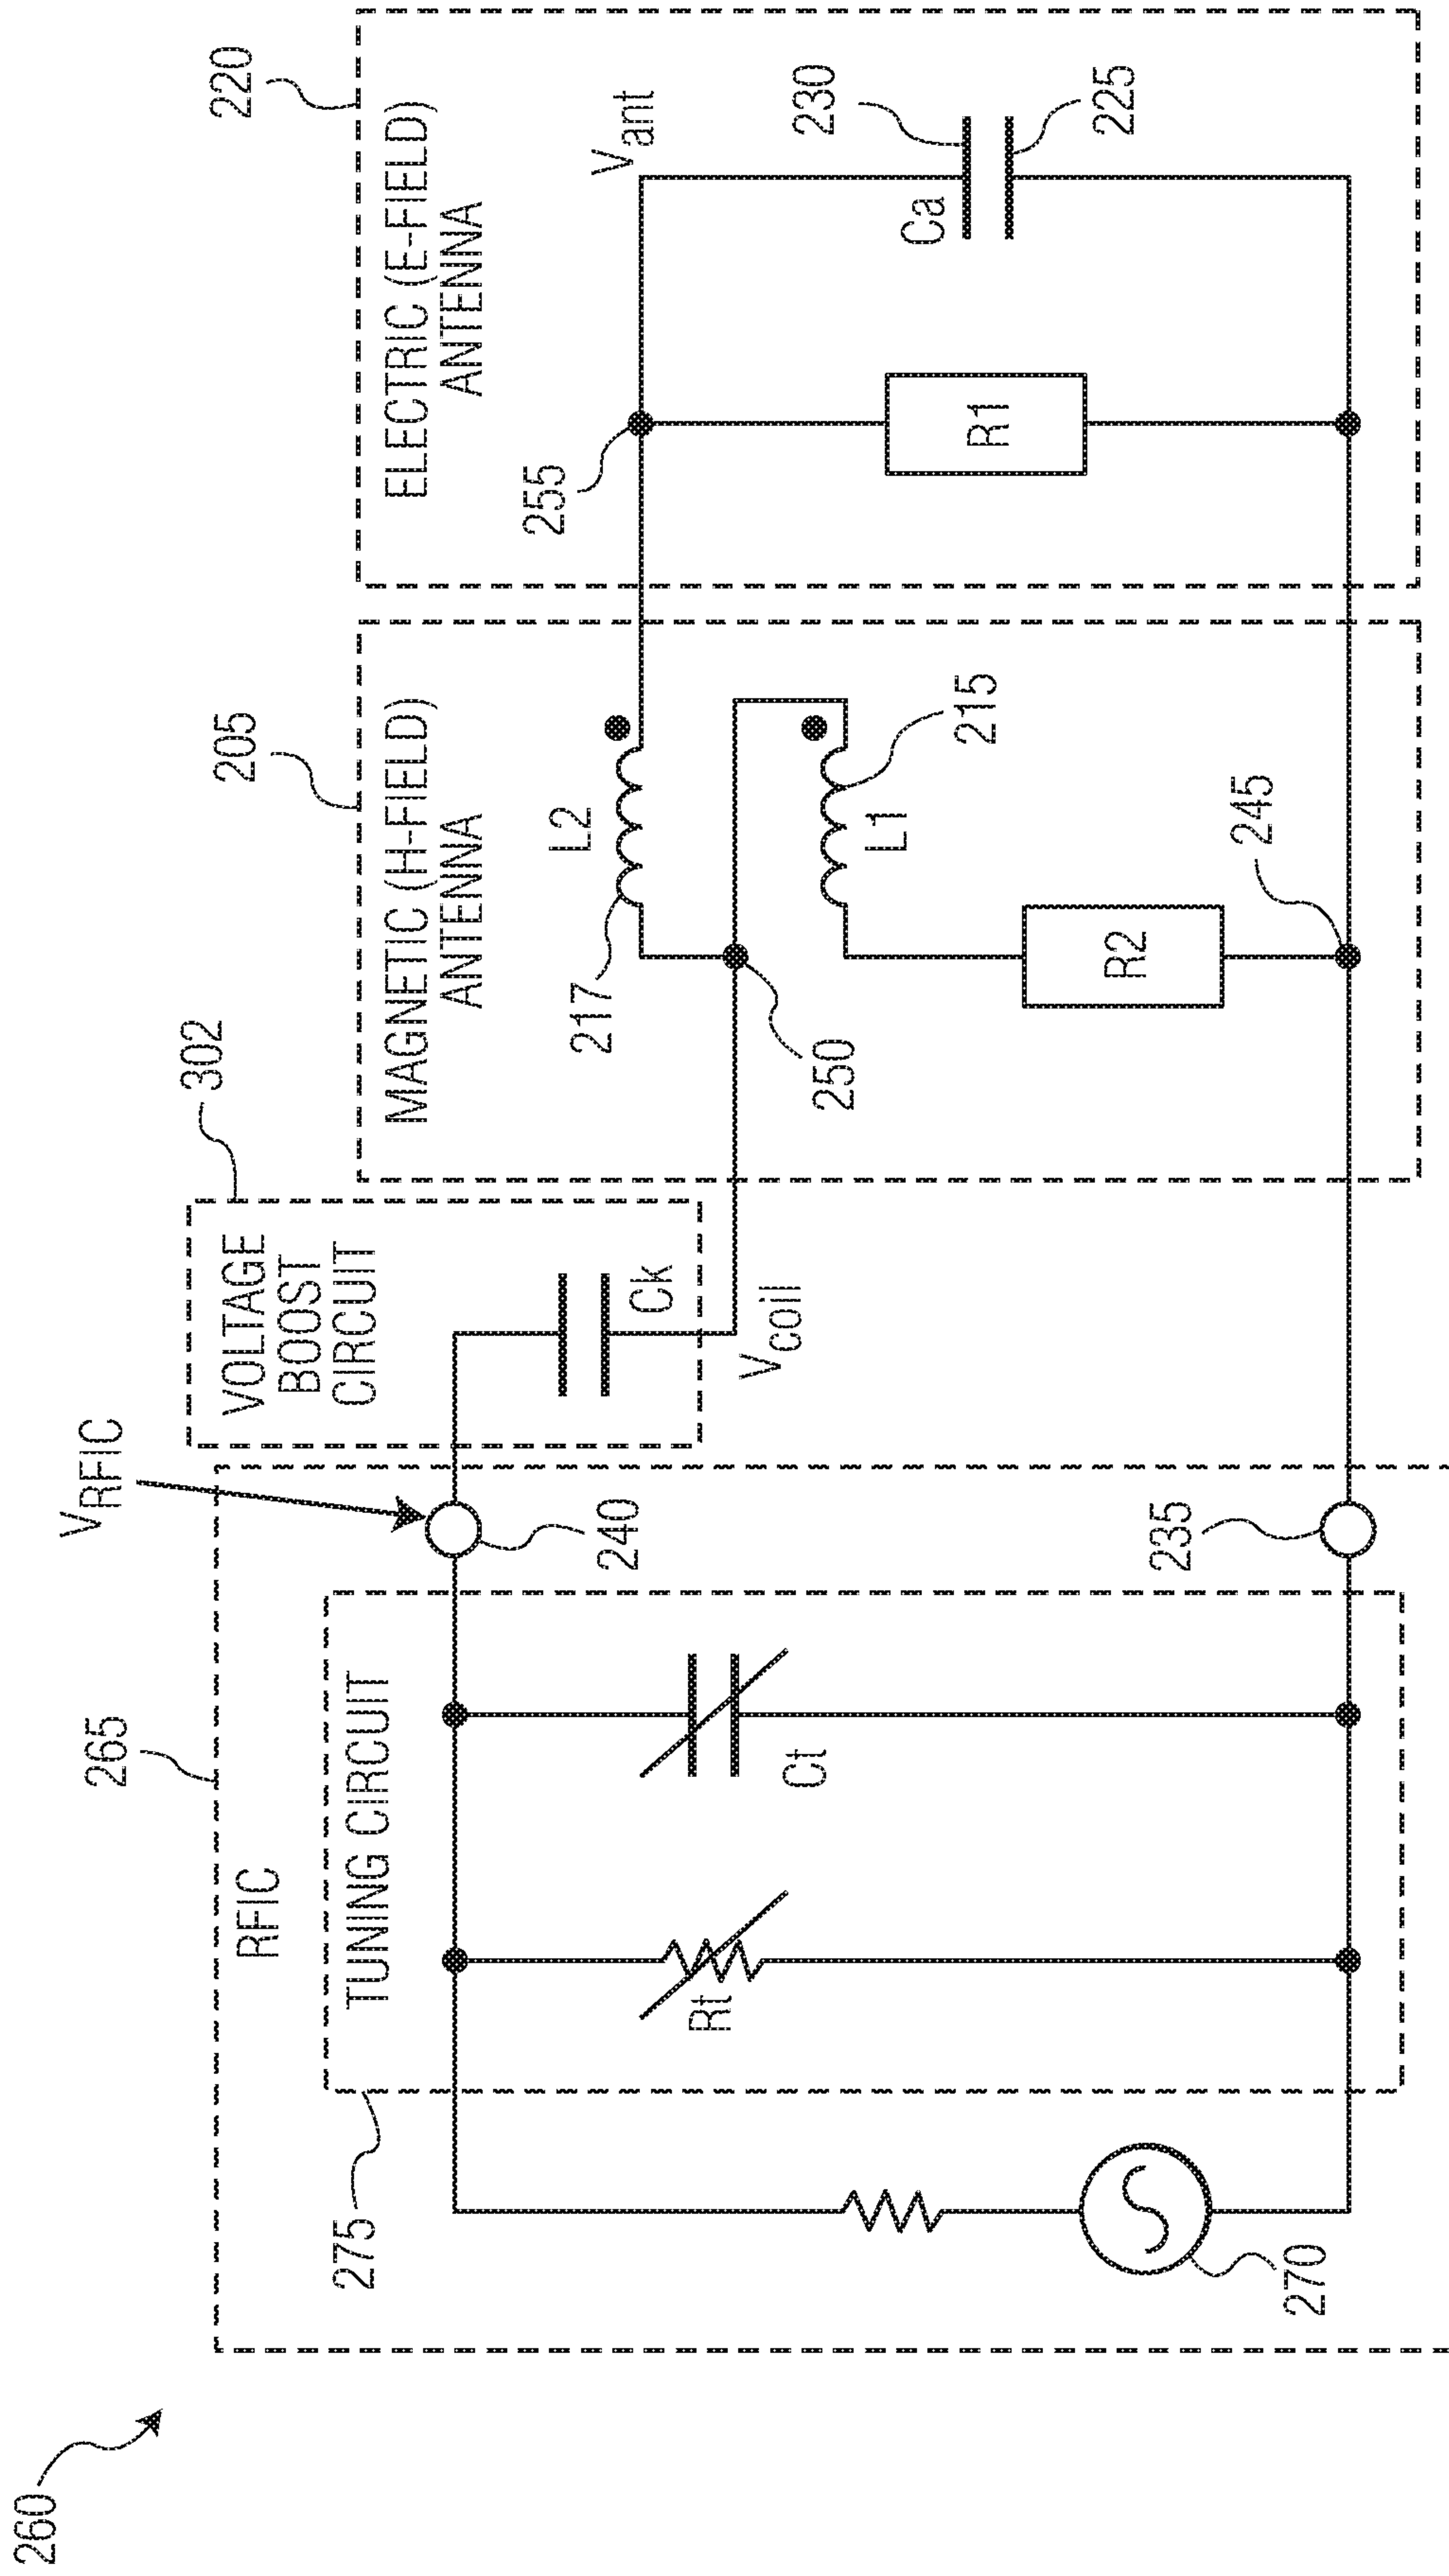 260
265
RFIC
275
TUNING CIRCUIT
Rt
Ct
270
V RFIC
240
235
302
VOLTAGE
BOOST
CIRCUIT
Ck
Vcoil
205
MAGNETIC (H-FIELD)
ANTENNA
217
L2
250
L1
215
R2
245
220
ELECTRIC (E-FIELD)
ANTENNA
255
Vant
R1
Ca
230
225